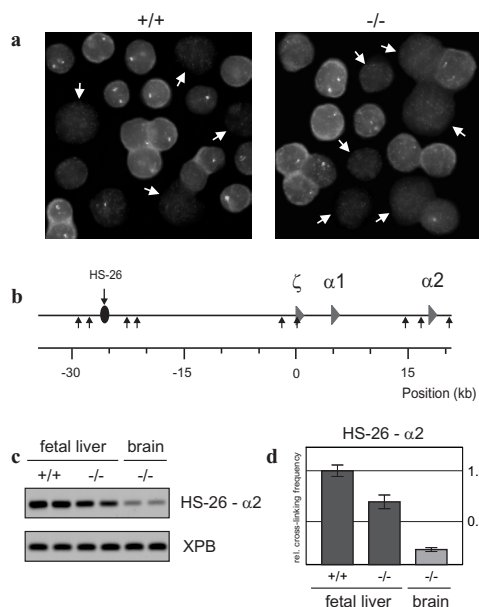 +/+ -/-
a
b HS-26 ζ α1 α2
-30 -15 0 15
Position (kb)
c fetal liver brain
+/+ -/- -/-
HS-26 - α2
XPB
d HS-26 - α2
rel. cross-linking frequency
1.
0.
+/+ -/- -/-
fetal liver brain